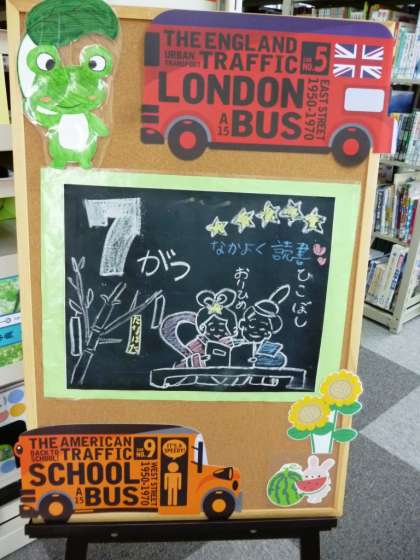 THE ENGLAND
URBAN TRANSPORT
TRAFFIC
BUS NO. 5
LONDON
A 15
BUS
EAST STREET
1950-1970
7がつ
なかよく 読書
ひこぼし
おりひめ
たなばた
THE AMERICAN
BACK TO SCHOOL!
TRAFFIC
BUS NO. 9
SCHOOL
A 15
BUS
WEST STREET
1950-1970
IT'S A SPEEDY!